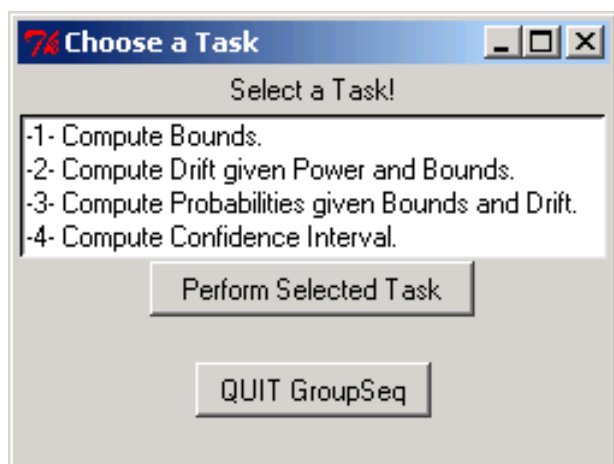 Choose a Task
Select a Task!
-1- Compute Bounds.
-2- Compute Drift given Power and Bounds.
-3- Compute Probabilities given Bounds and Drift.
-4- Compute Confidence Interval.
Perform Selected Task
QUIT GroupSeq